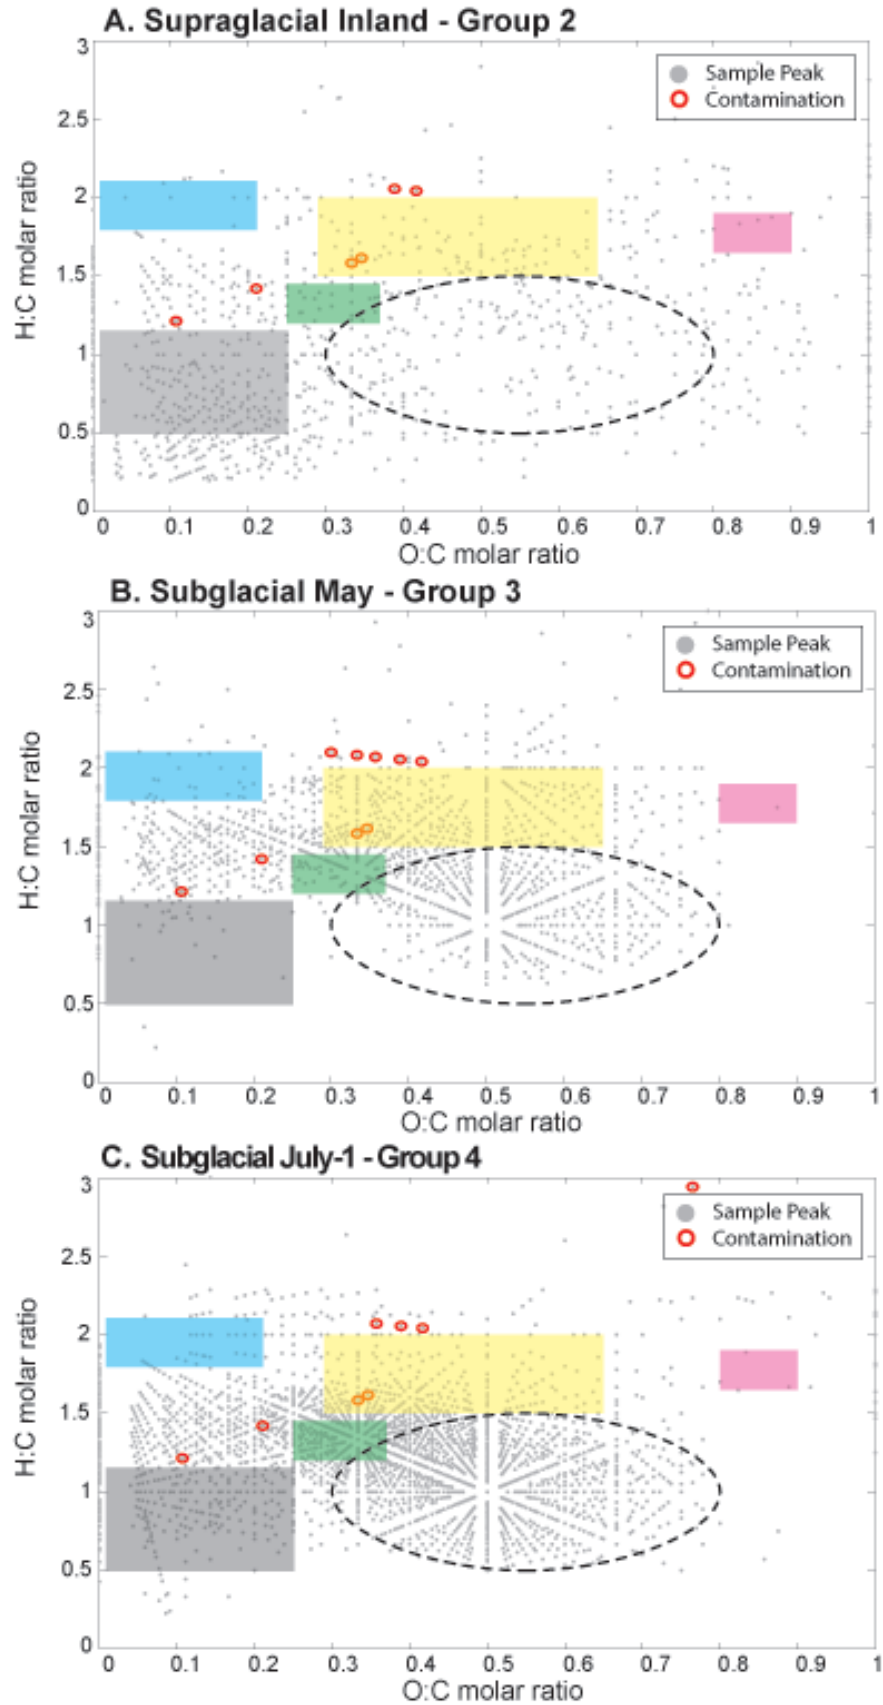 A. Supraglacial Inland - Group 2
3
2.5
2
1.5
1
0.5
0
H:C molar ratio
Sample Peak
Contamination
0 0.1 0.2 0.3 0.4 0.5 0.6 0.7 0.8 0.9 1
O:C molar ratio
B. Subglacial May - Group 3
3
2.5
2
1.5
1
0.5
0
H:C molar ratio
Sample Peak
Contamination
0 0.1 0.2 0.3 0.4 0.5 0.6 0.7 0.8 0.9 1
O:C molar ratio
C. Subglacial July-1 - Group 4
3
2.5
2
1.5
1
0.5
0
H:C molar ratio
Sample Peak
Contamination
0 0.1 0.2 0.3 0.4 0.5 0.6 0.7 0.8 0.9 1
O:C molar ratio